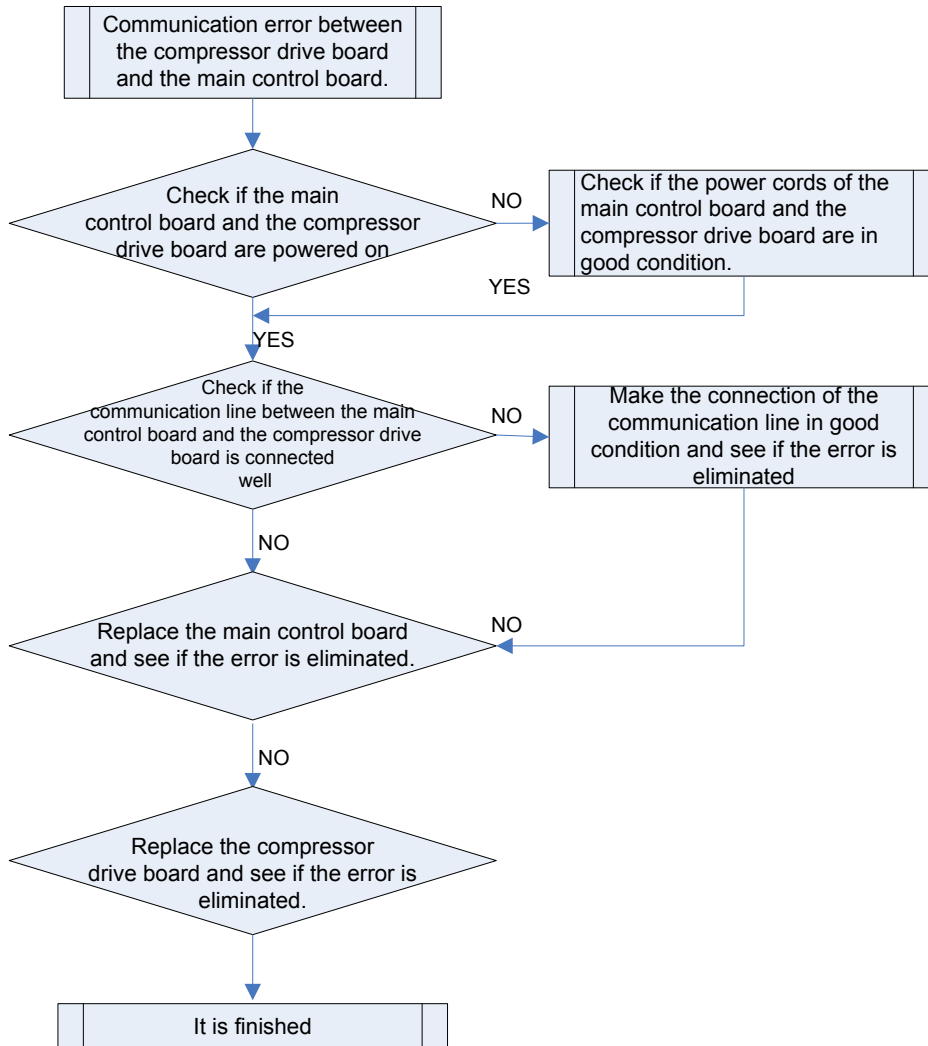 Communication error between
the compressor drive board
and the main control board.
Check if the main
control board and the compressor
drive board are powered on
NO
Check if the power cords of the
main control board and the
compressor drive board are in
good condition.
YES
YES
Check if the
communication line between the main
control board and the compressor drive
board is connected
well
NO
Make the connection of the
communication line in good
condition and see if the error is
eliminated
NO
Replace the main control board
and see if the error is eliminated.
NO
NO
Replace the compressor
drive board and see if the error is
eliminated.
It is finished